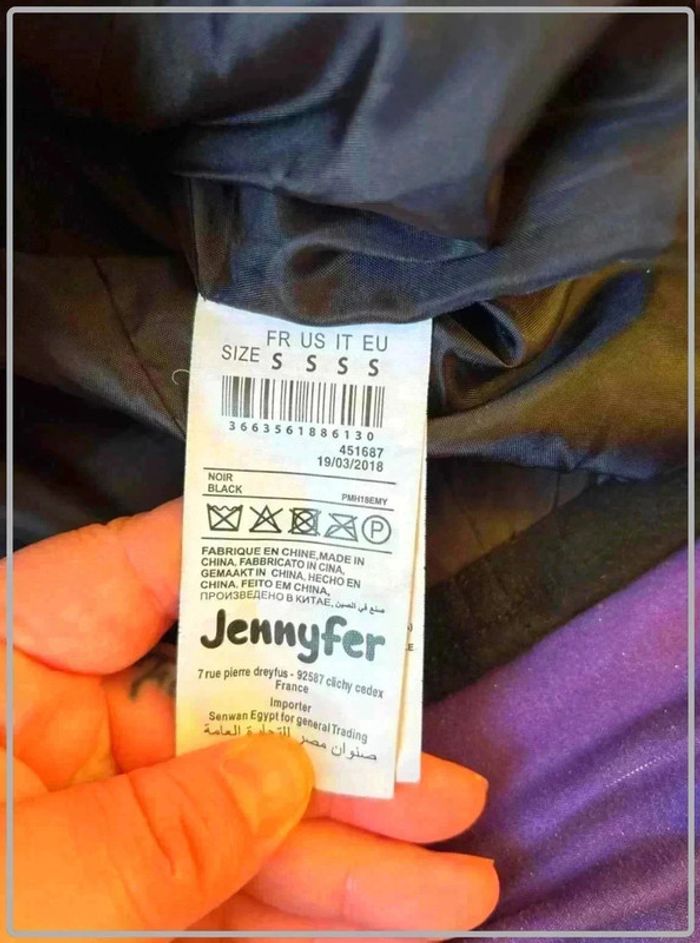 FR US IT EU
SIZE S S S S
3663561886130
451687
19/03/2018
NOIR
BLACK
PMH18EMY
P
FABRIQUE EN CHINE,MADE IN
CHINA. FABBRICATO IN CINA,
GEMAAKT IN CHINA, HECHO EN
CHINA. FEITO EM CHINA,
ПРОИЗВЕДЕНО В КИТАЕ, صنع في الصين
Jennyfer
7 rue pierre dreyfus - 92587 clichy cedex
France
Importer
Senwan Egypt for general Trading
صنوان مصر للتجارة العامة